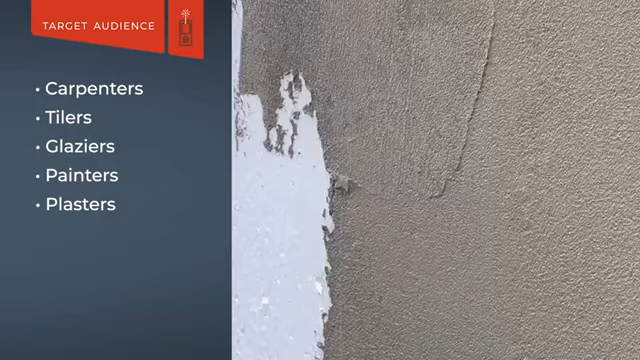 TARGET AUDIENCE
• Carpenters
• Tilers
• Glaziers
• Painters
• Plasters